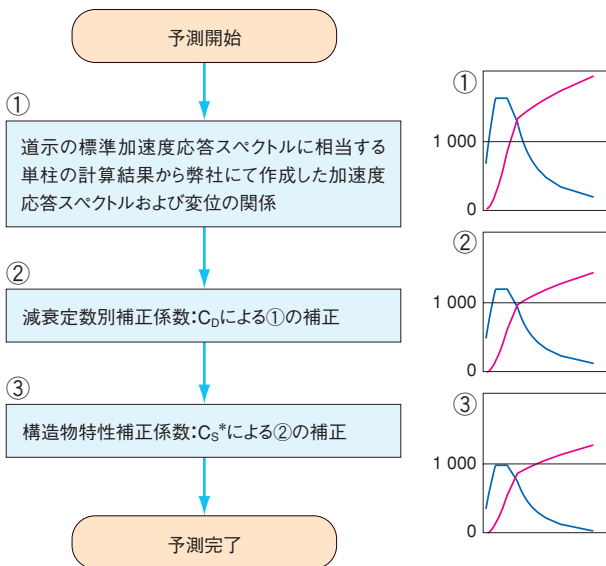 予測開始
①
道示の標準加速度応答スペクトルに相当する
単柱の計算結果から弊社にて作成した加速度
応答スペクトルおよび変位の関係
②
減衰定数別補正係数:CDによる①の補正
③
構造物特性補正係数:CS*による②の補正
予測完了
①
1 000
0
②
1 000
0
③
1 000
0